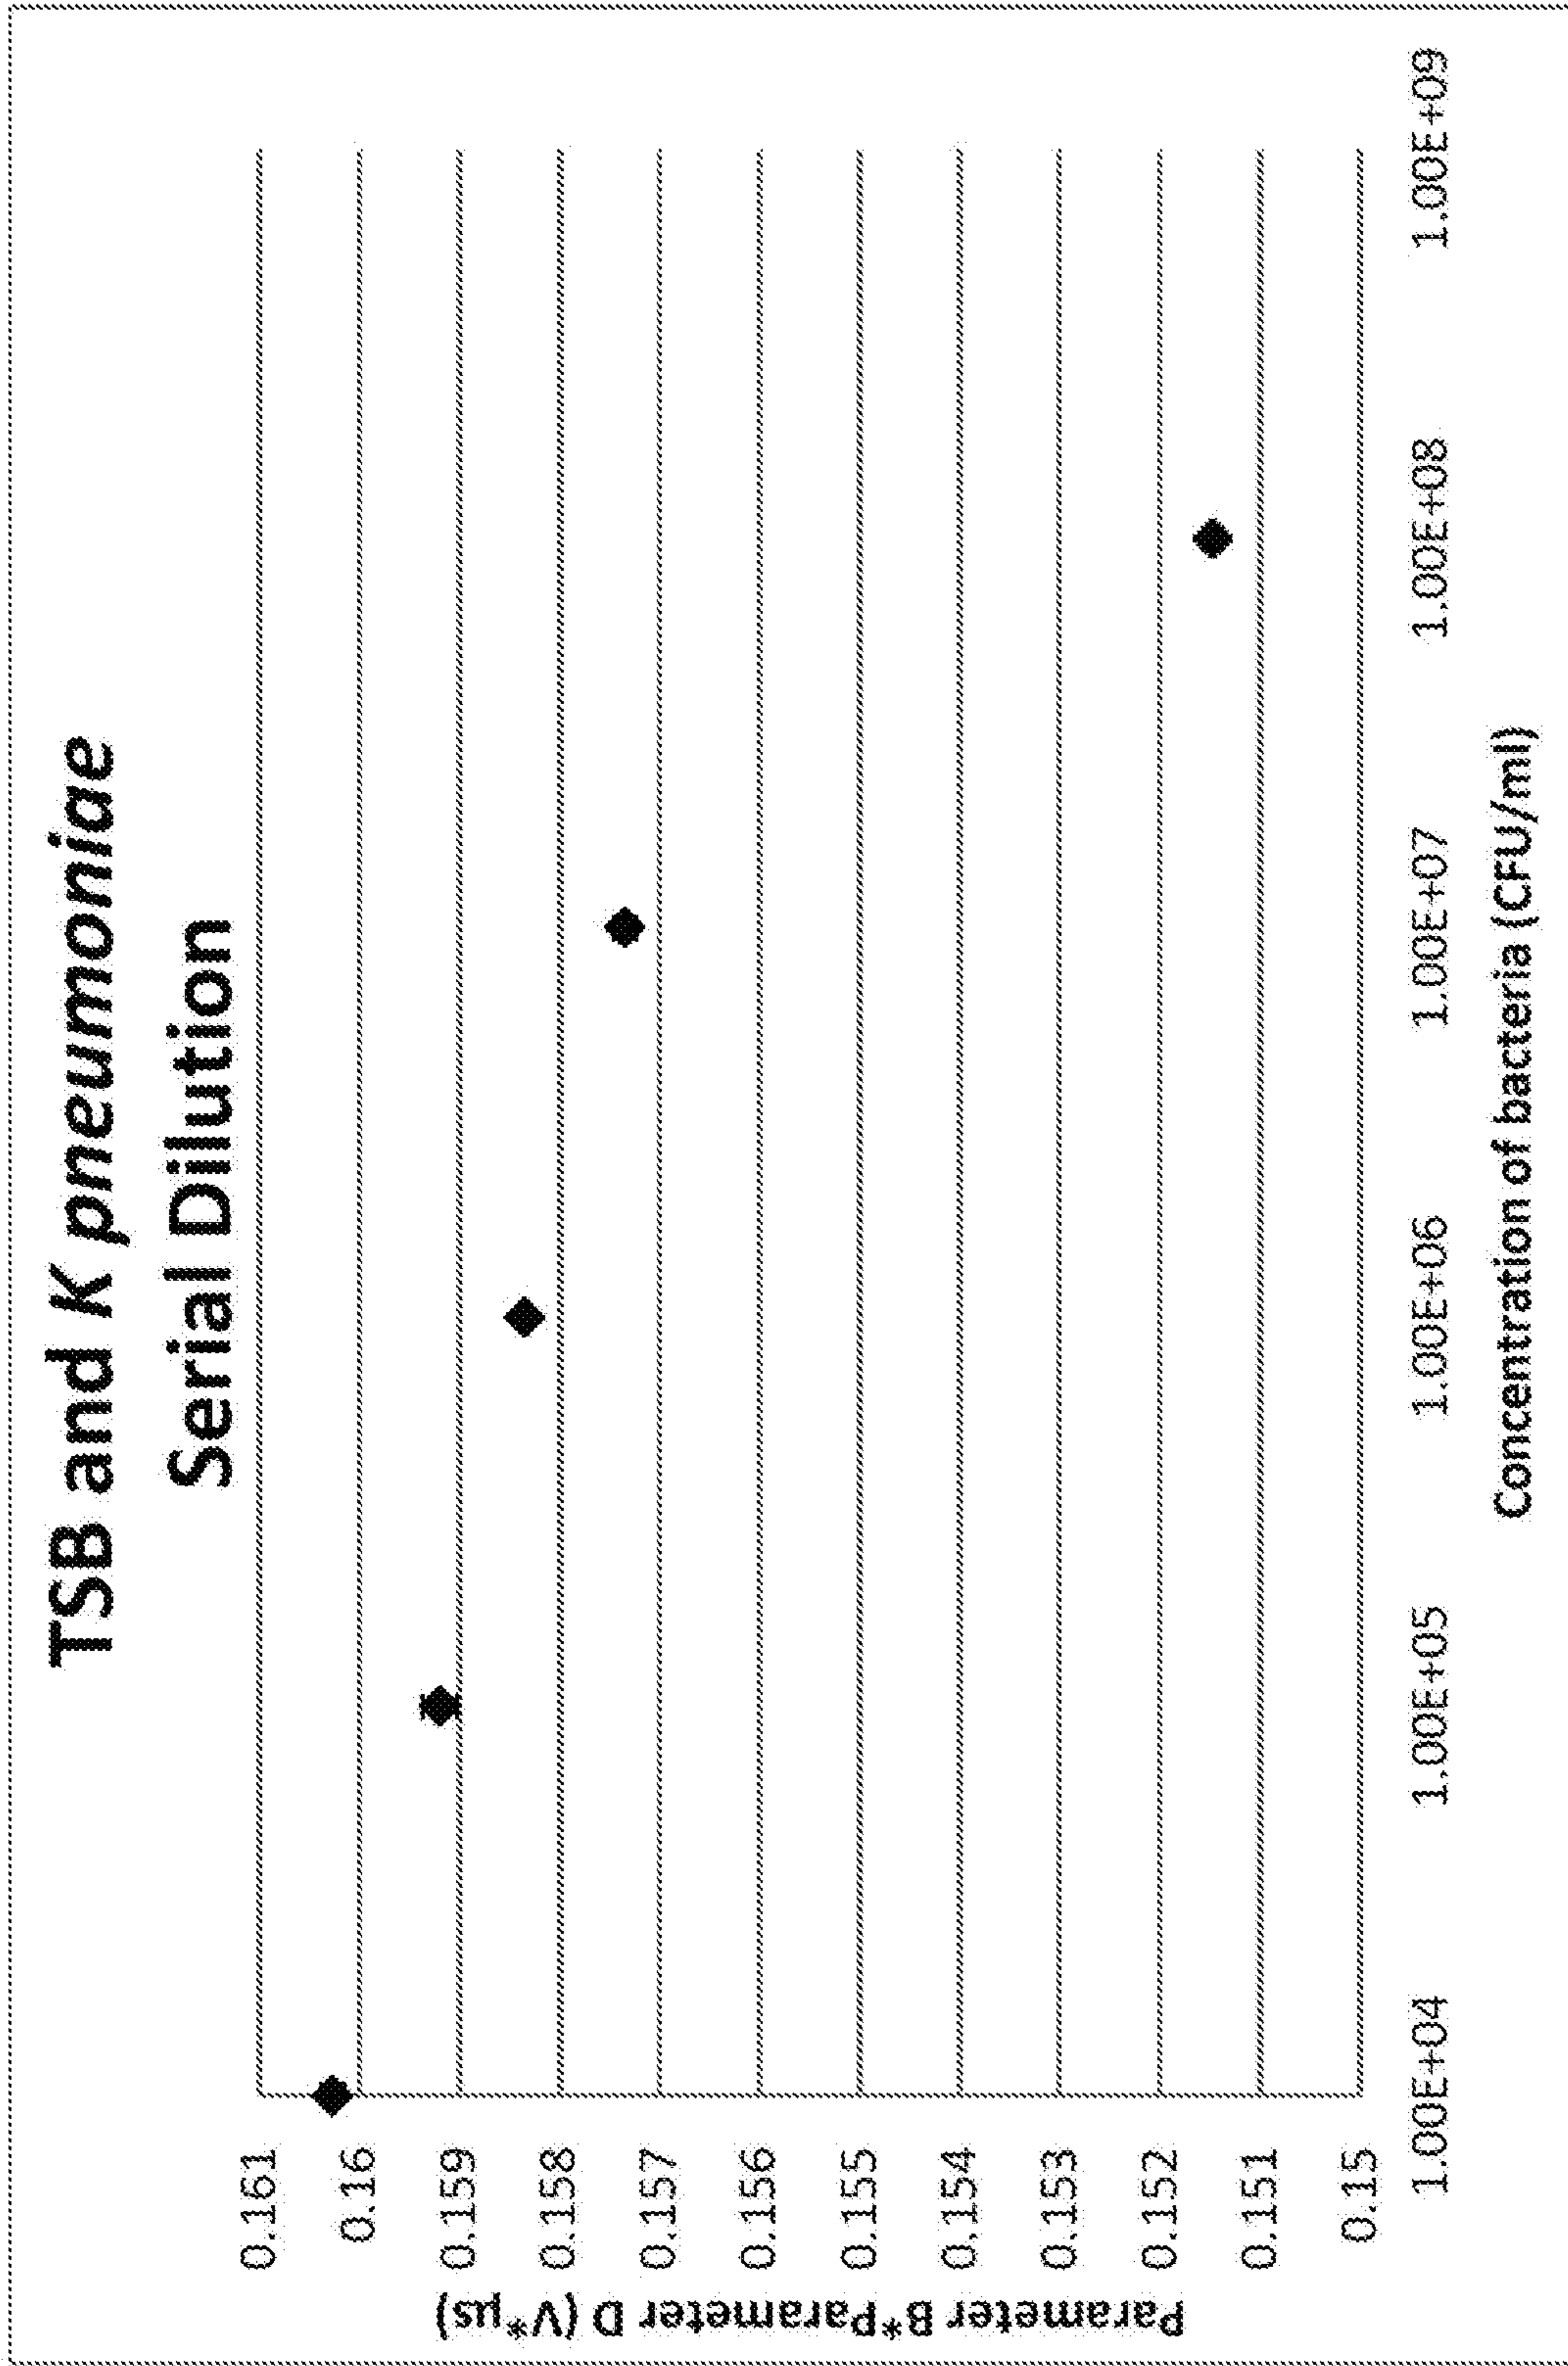 TSB and K pneumoniae
Serial Dilution
Parameter B*Parameter D (V*µs)
0.161
0.16
0.159
0.158
0.157
0.156
0.155
0.154
0.153
0.152
0.151
0.15
1.00E+04
1.00E+05
1.00E+06
1.00E+07
1.00E+08
1.00E+09
Concentration of bacteria (CFU/ml)